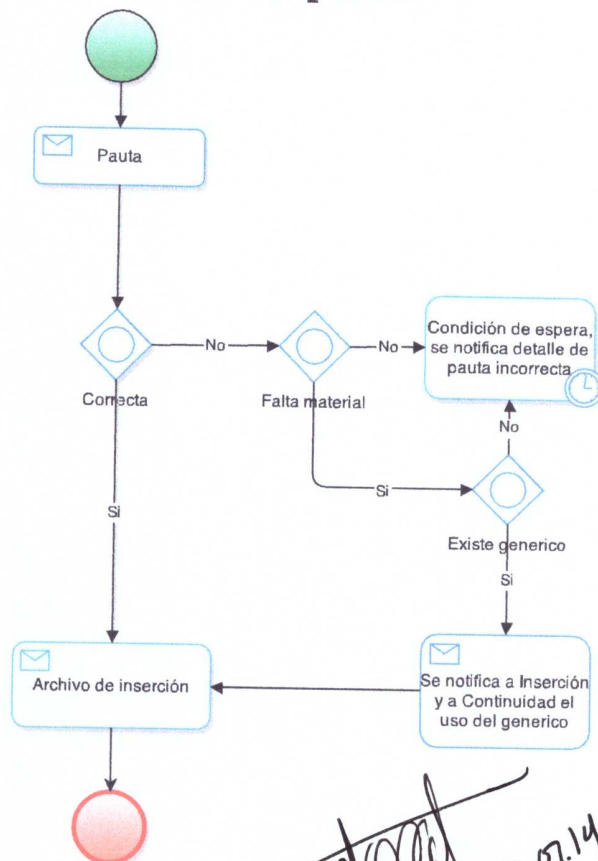 Pauta
Correcta
No
Falta material
No
Condición de espera,
se notifica detalle de
pauta incorrecta
No
Si
Existe generico
Si
Si
Archivo de inserción
Se notifica a Inserción
y a Continuidad el
uso del generico
07.14